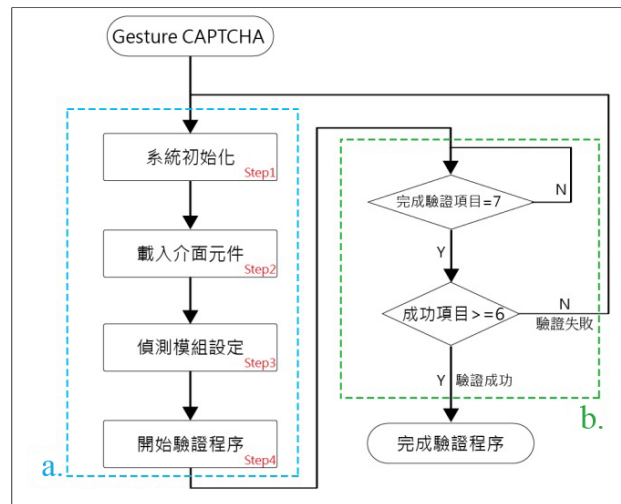 Gesture CAPTCHA
系統初始化
Step1
載入介面元件
Step2
偵測模組設定
Step3
開始驗證程序
Step4
a.
完成驗證項目=7
N
Y
成功項目>=6
N
驗證失敗
Y 驗證成功
b.
完成驗證程序